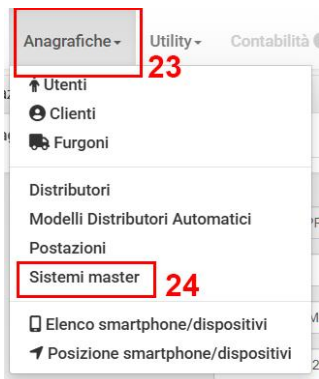 Anagrafiche Utility Contabilità
23
Utenti
Clienti
Furgoni
Distributori
Modelli Distributori Automatici
Postazioni
Sistemi master
24
Elenco smartphone/dispositivi
Posizione smartphone/dispositivi